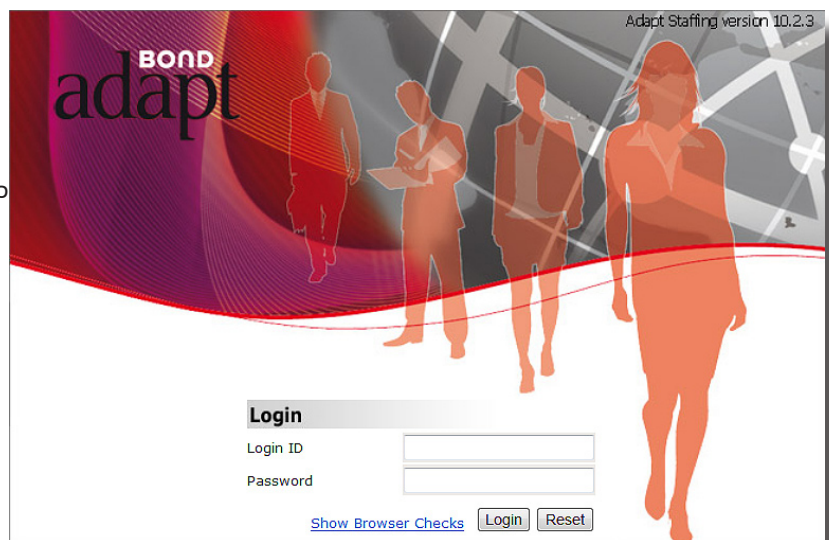 Adapt Staffing version 10.2.3
BOND
adapt
Login
Login ID
Password
Show Browser Checks Login Reset